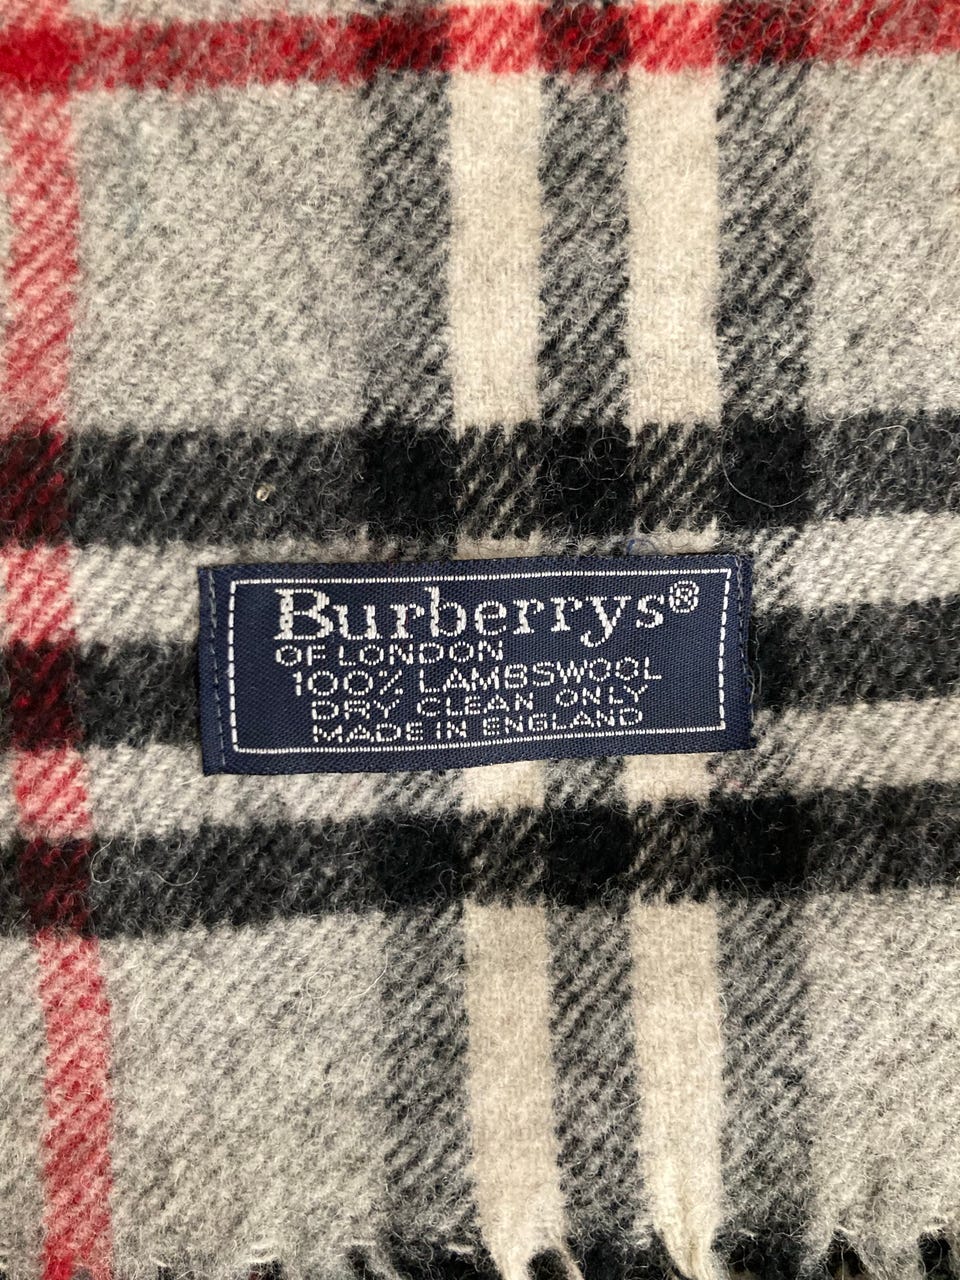 Burberrys®
OF LONDON
100% LAMBSWOOL
DRY CLEAN ONLY
MADE IN ENGLAND